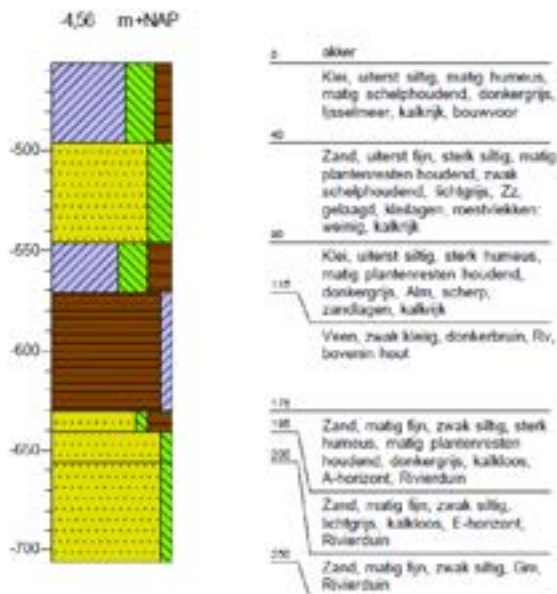 -4,56 m+NAP
-500
-550
-600
-650
-700
0 akker
Klei, uiterst siltig, matig humeus,
matig schelphoudend, donkergrijs,
Ijsselmeer, kalkrijk, bouwvoor
40
Zand, uiterst fijn, sterk siltig, matig
plantenresten houdend, zwak
schelphoudend, lichtgrijs, Zz,
gelaagd, kleilagen, roestvlekken:
weinig, kalkrijk
90
Klei, uiterst siltig, sterk humeus,
matig plantenresten houdend,
donkergrijs, Alm, scherp,
zandlagen, kalkrijk
115
Veen, zwak kleiig, donkerbruin, Rv,
bovenin hout
175
Zand, matig fijn, zwak siltig, sterk
humeus, matig plantenresten
houdend, donkergrijs, kalkloos,
A-horizont, Rivierduin
185
Zand, matig fijn, zwak siltig,
lichtgrijs, kalkloos, E-horizont,
Rivierduin
200
Zand, matig fijn, zwak siltig,
Rivierduin
250